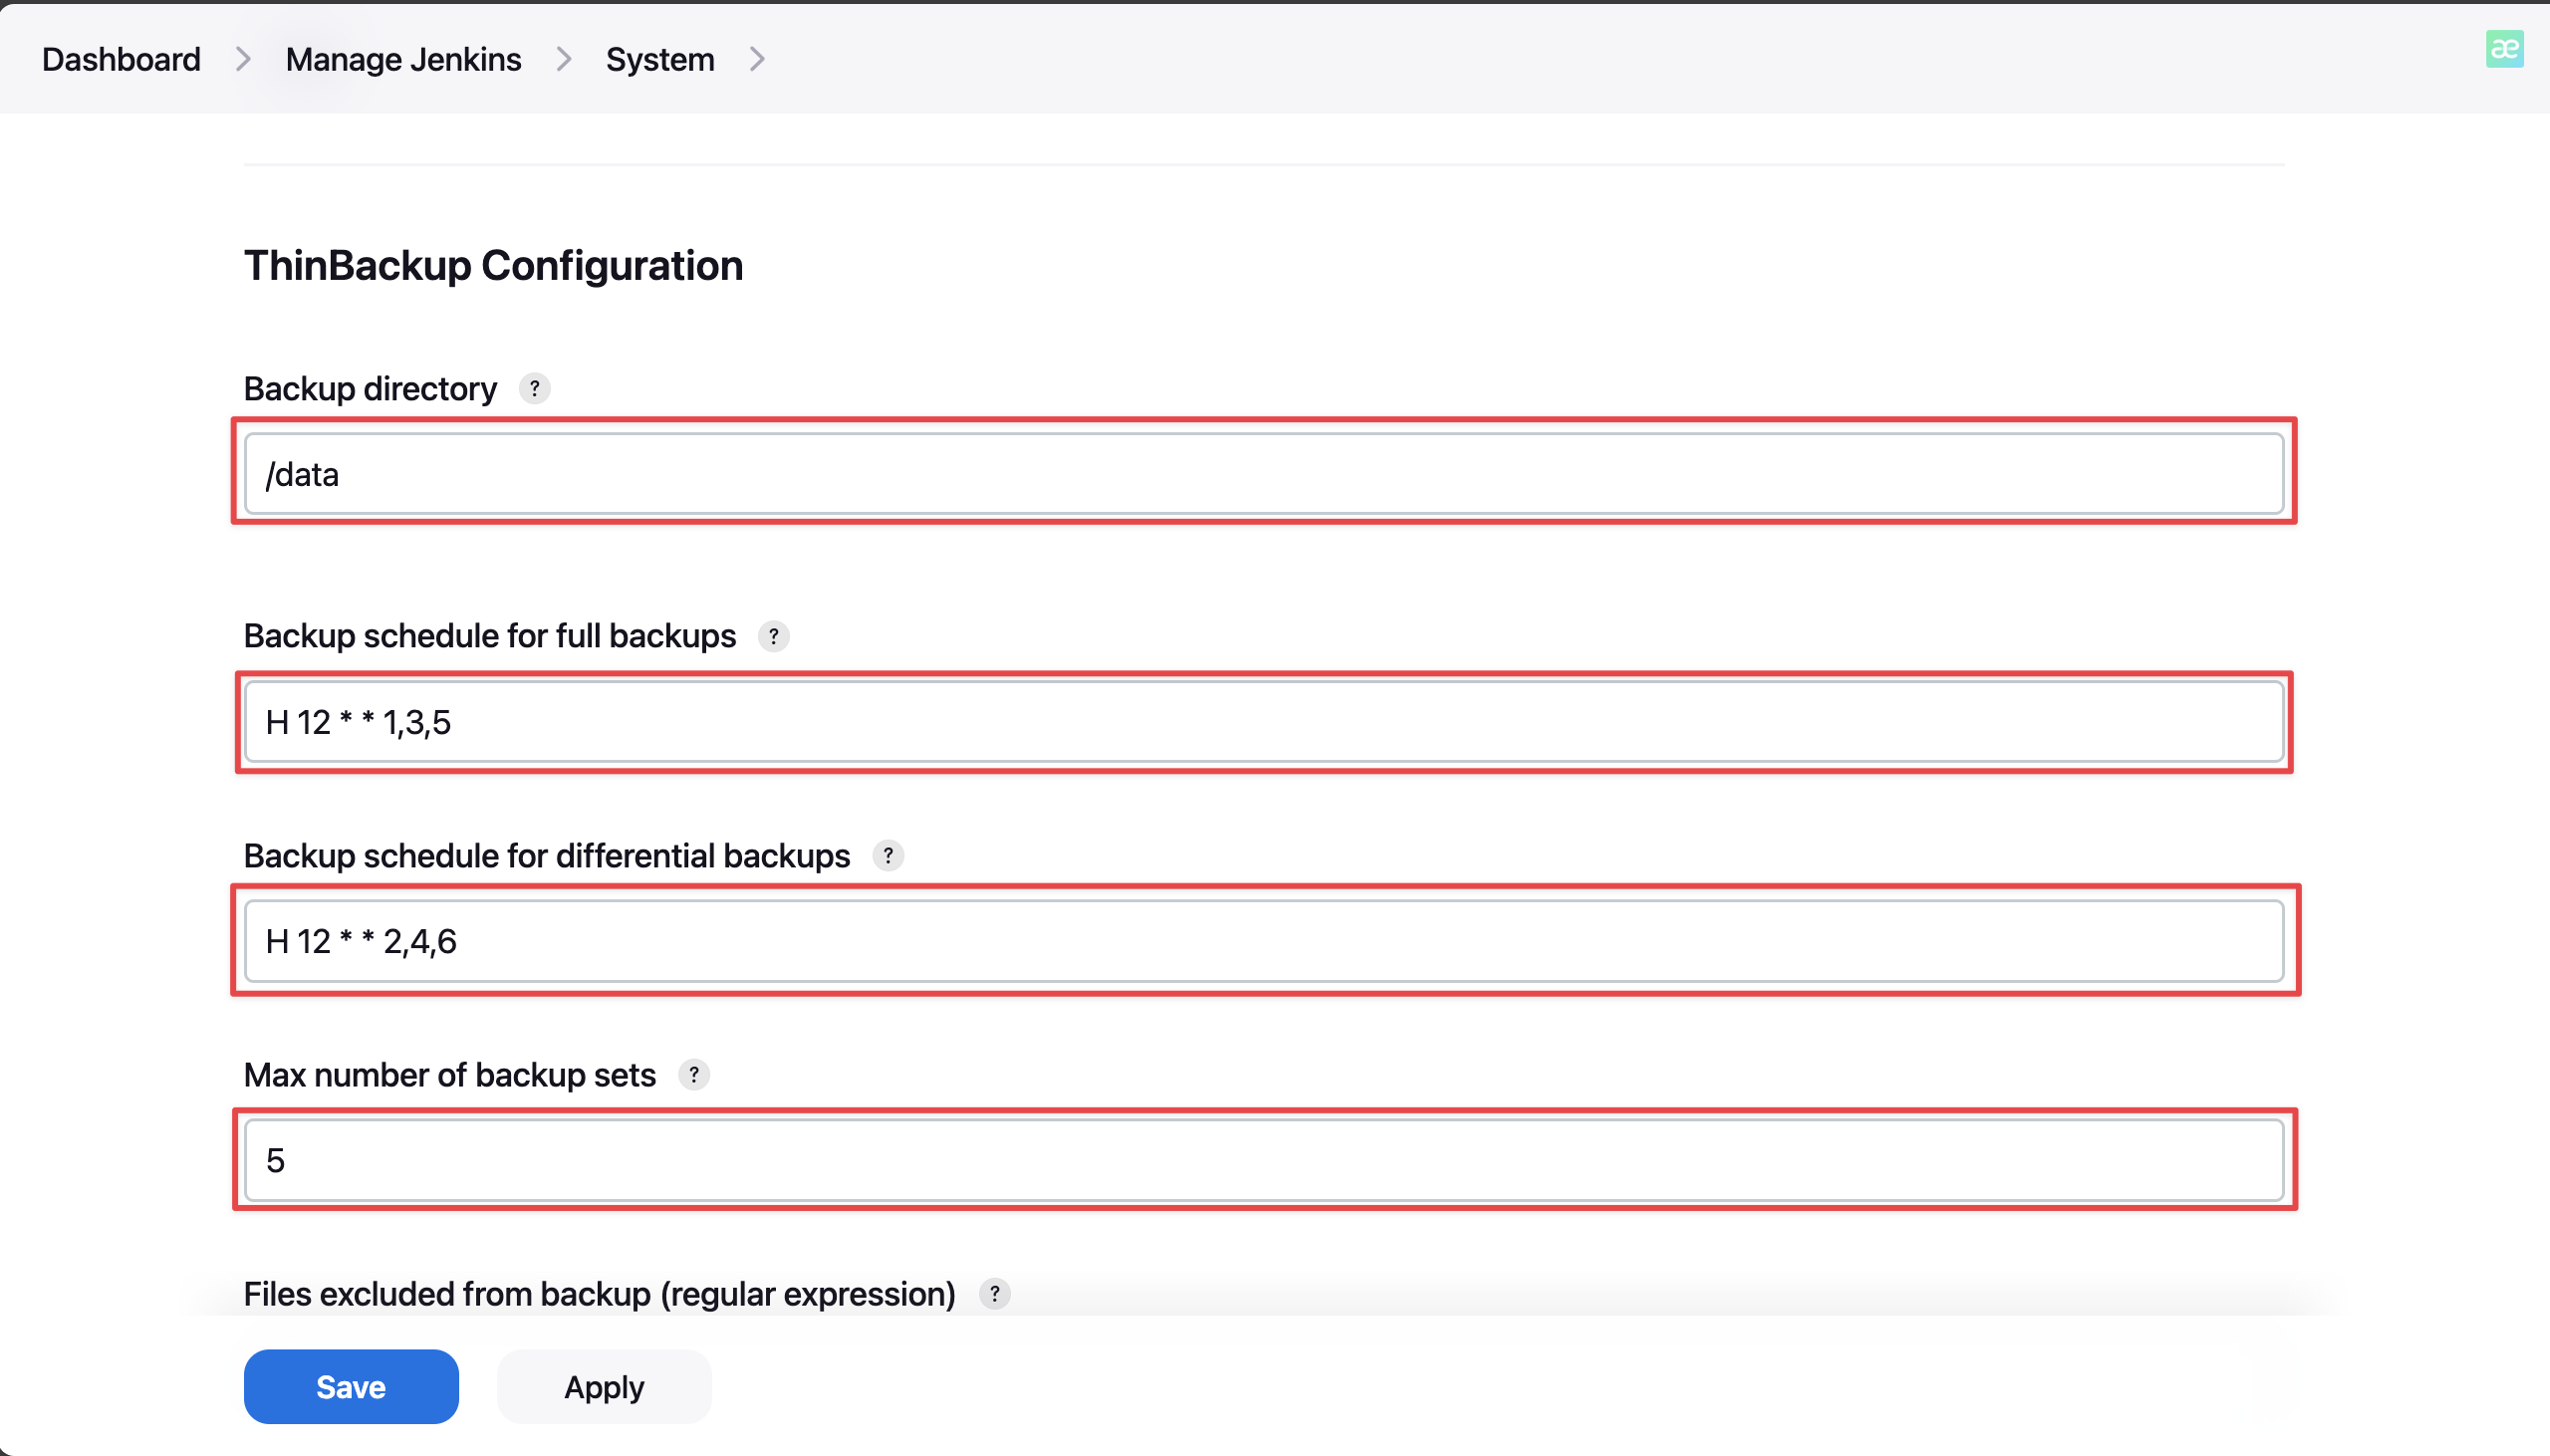 Dashboard > Manage Jenkins > System >
æ
ThinBackup Configuration
Backup directory ?
/data
Backup schedule for full backups ?
H 12 * * 1,3,5
Backup schedule for differential backups ?
H 12 * * 2,4,6
Max number of backup sets ?
5
Files excluded from backup (regular expression) ?
Save Apply